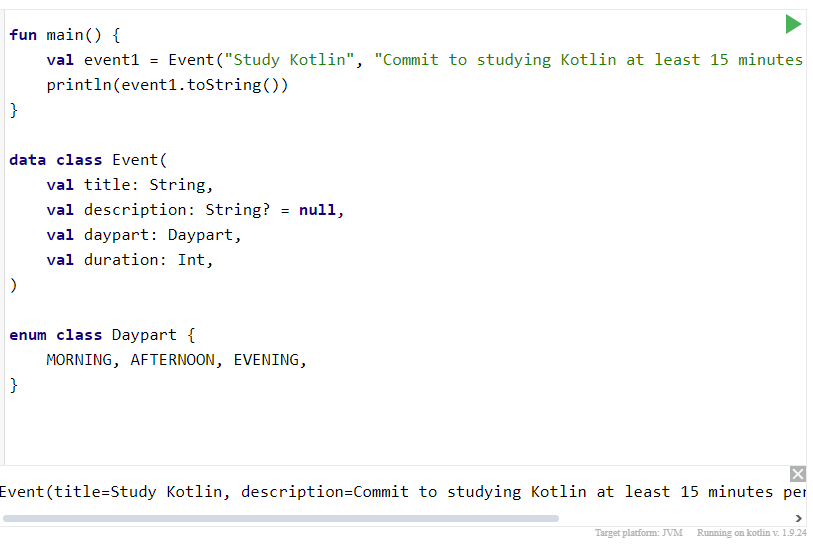 fun main() {
    val event1 = Event("Study Kotlin", "Commit to studying Kotlin at least 15 minutes
    println(event1.toString())
}
data class Event(
    val title: String,
    val description: String? = null,
    val daypart: Daypart,
    val duration: Int,
)
enum class Daypart {
    MORNING, AFTERNOON, EVENING,
}
Event(title=Study Kotlin, description=Commit to studying Kotlin at least 15 minutes per
Target platform: JVM Running on kotlin v. 1.9.24